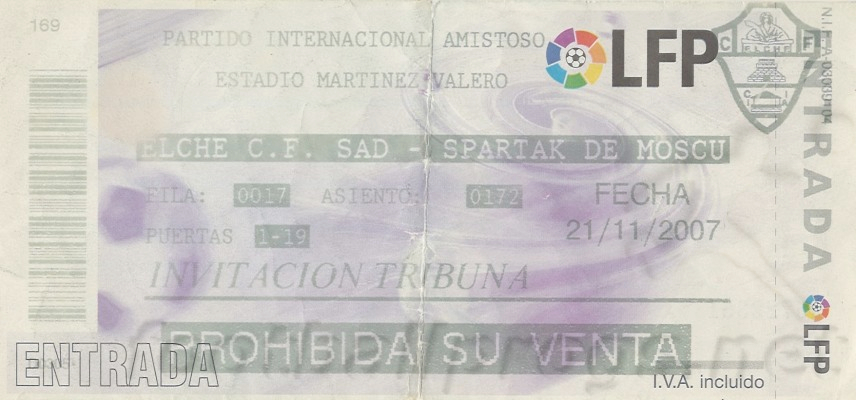 169
PARTIDO INTERNACIONAL AMISTOSO
ESTADIO MARTINEZ VALERO
LFP
ELCHE
ELCHE C.F. SAD - SPARTAK DE MOSCU
FILA: 0017 ASIENTO: 0172
FECHA
PUERTAS 1-19
21/11/2007
INVITACION TRIBUNA
PROHIBIDA SU VENTA
ENTRADA
I.V.A. incluido
ENTRADA
LFP